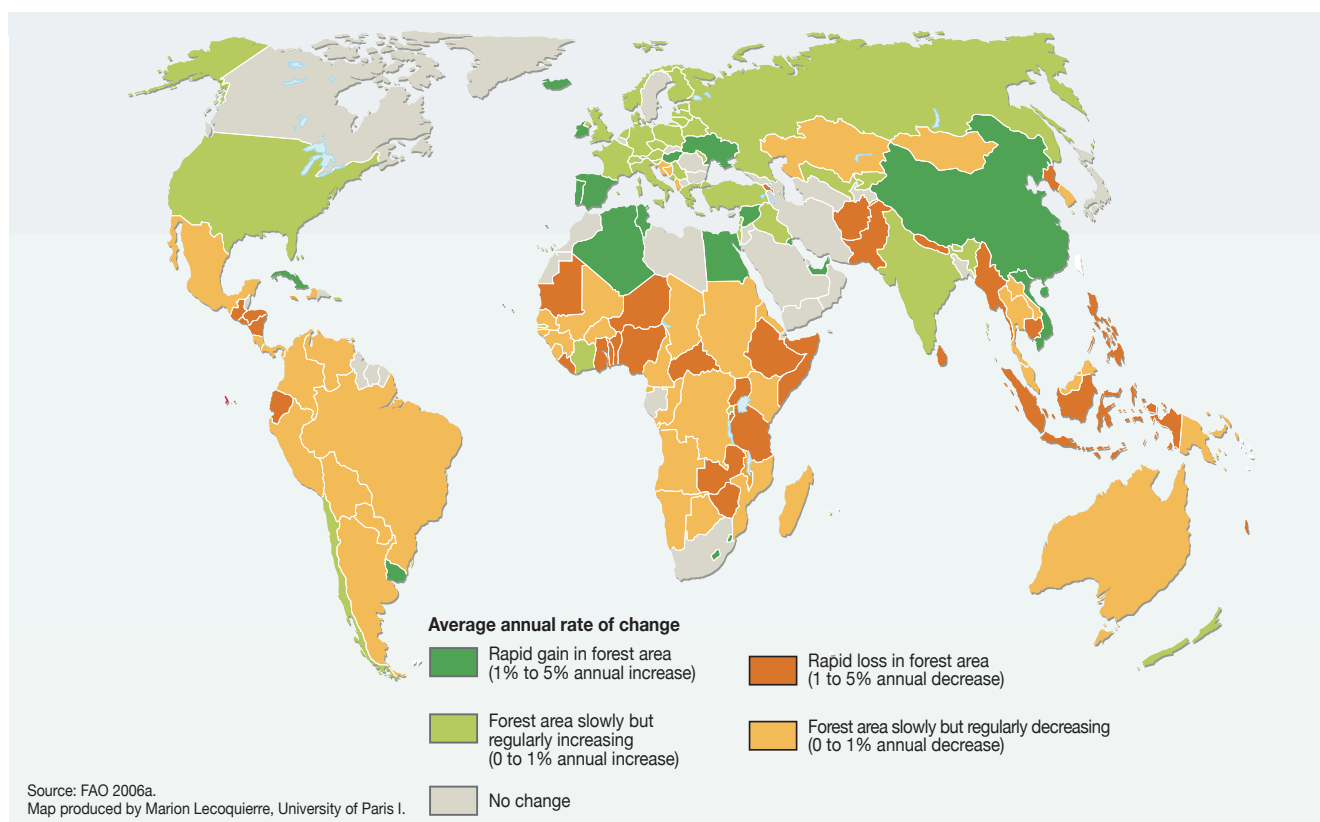 Average annual rate of change
Rapid gain in forest area
(1% to 5% annual increase)
Forest area slowly but
regularly increasing
(0 to 1% annual increase)
No change
Rapid loss in forest area
(1 to 5% annual decrease)
Forest area slowly but regularly decreasing
(0 to 1% annual decrease)
Source: FAO 2006a.
Map produced by Marion Lecoquierre, University of Paris I.